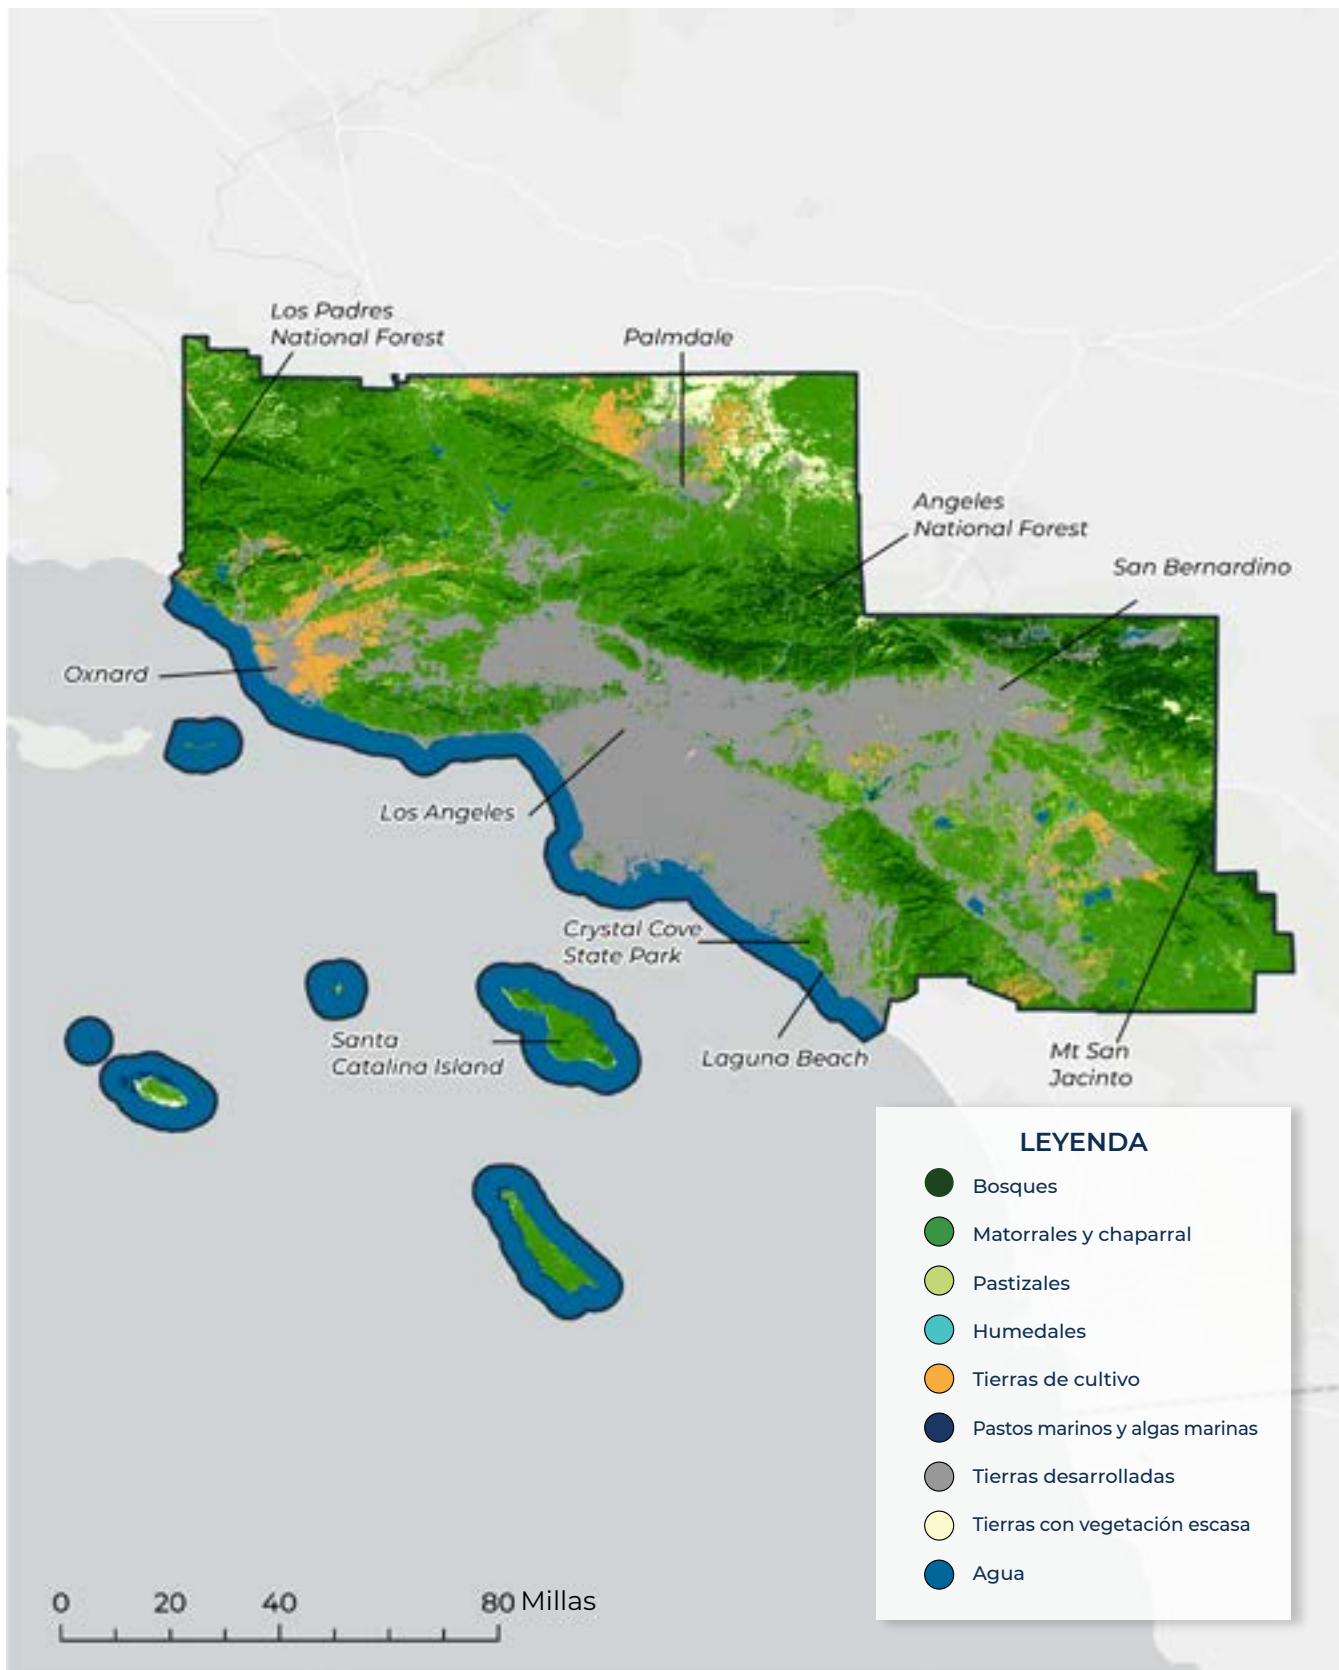 Los Padres
National Forest
Palmdale
Angeles
National Forest
San Bernardino
Oxnard
Los Angeles
Crystal Cove
State Park
Santa
Catalina Island
Laguna Beach
Mt San
Jacinto
LEYENDA
Bosques
Matorrales y chaparral
Pastizales
Humedales
Tierras de cultivo
Pastos marinos y algas marinas
Tierras desarrolladas
Tierras con vegetación escasa
Agua
0 20 40 80 Millas